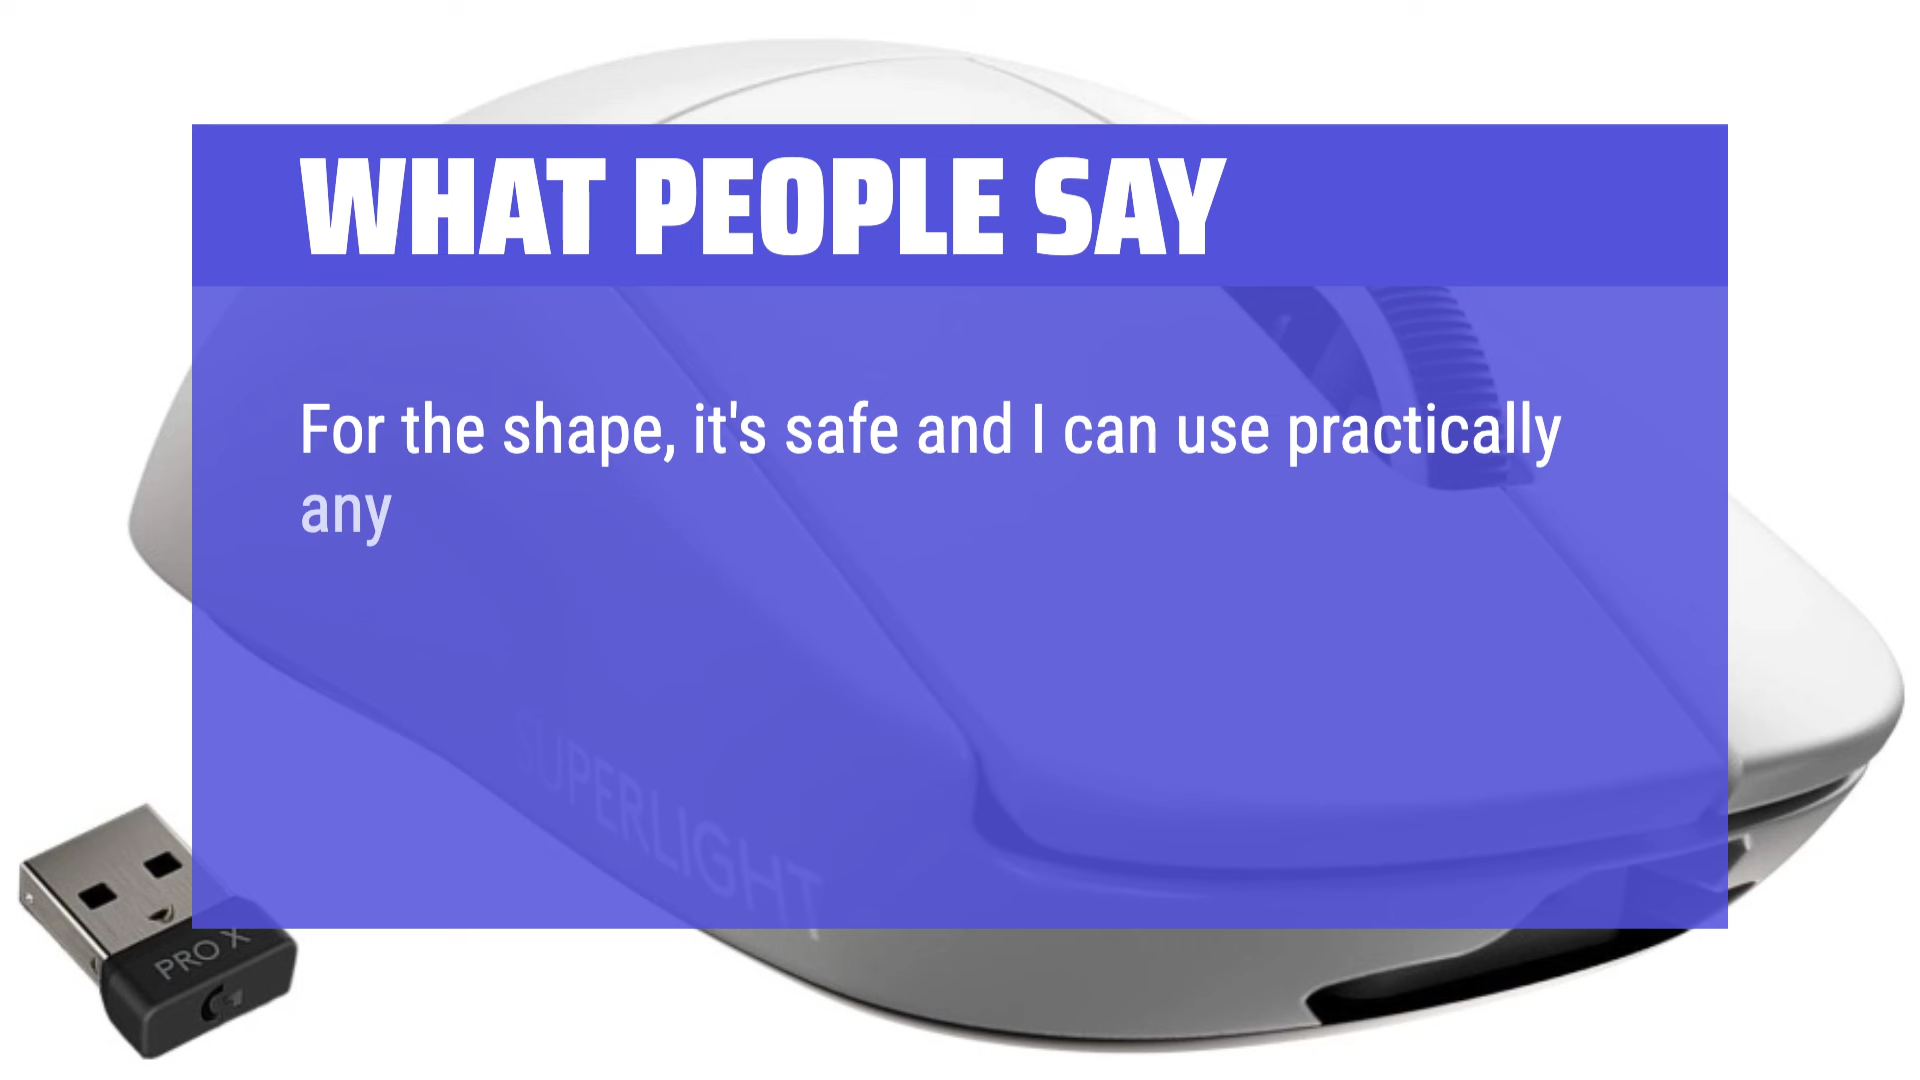 WHAT PEOPLE SAY
For the shape, it's safe and I can use practically
any
SUPERLIGHT
PRO X